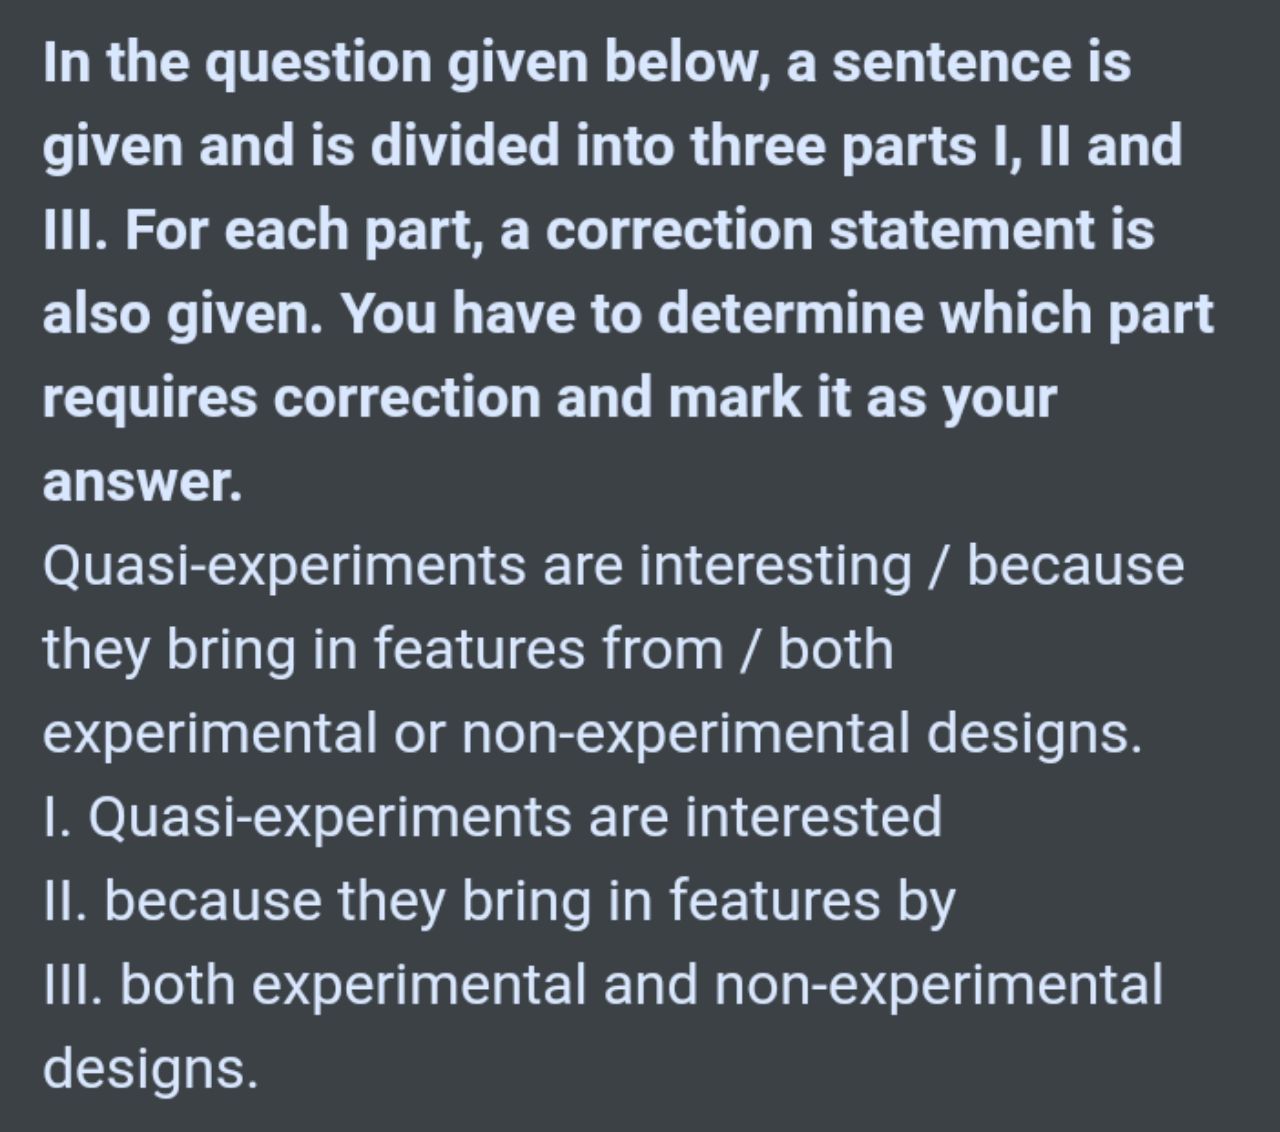 In the question given below, a sentence is
given and is divided into three parts I, II and
III. For each part, a correction statement is
also given. You have to determine which part
requires correction and mark it as your
answer.
Quasi-experiments are interesting / because
they bring in features from / both
experimental or non-experimental designs.
I. Quasi-experiments are interested
II. because they bring in features by
III. both experimental and non-experimental
designs.